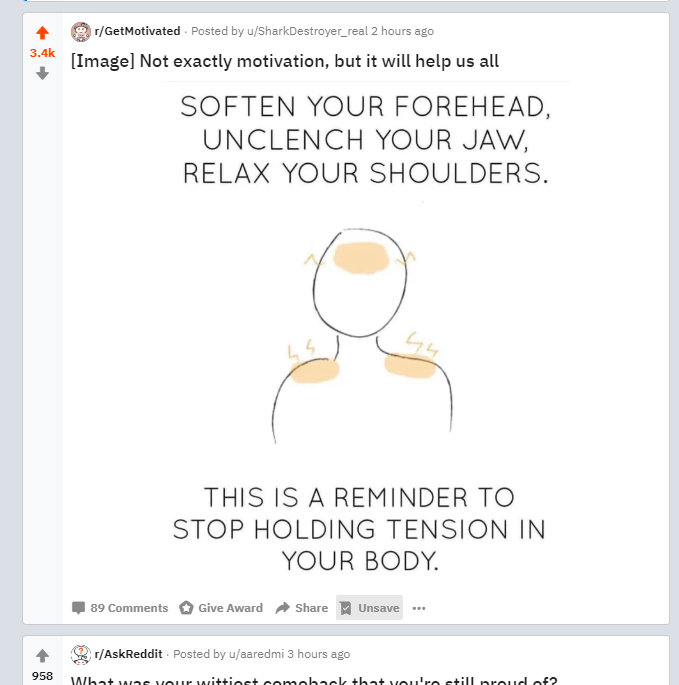 r/GetMotivated · Posted by u/SharkDestroyer_real 2 hours ago
3.4k
[Image] Not exactly motivation, but it will help us all
SOFTEN YOUR FOREHEAD,
UNCLENCH YOUR JAW,
RELAX YOUR SHOULDERS.
THIS IS A REMINDER TO
STOP HOLDING TENSION IN
YOUR BODY.
89 Comments Give Award Share Unsave ...
r/AskReddit · Posted by u/aaredmi 3 hours ago
958
What was your wittiest comeback that you're still proud of?